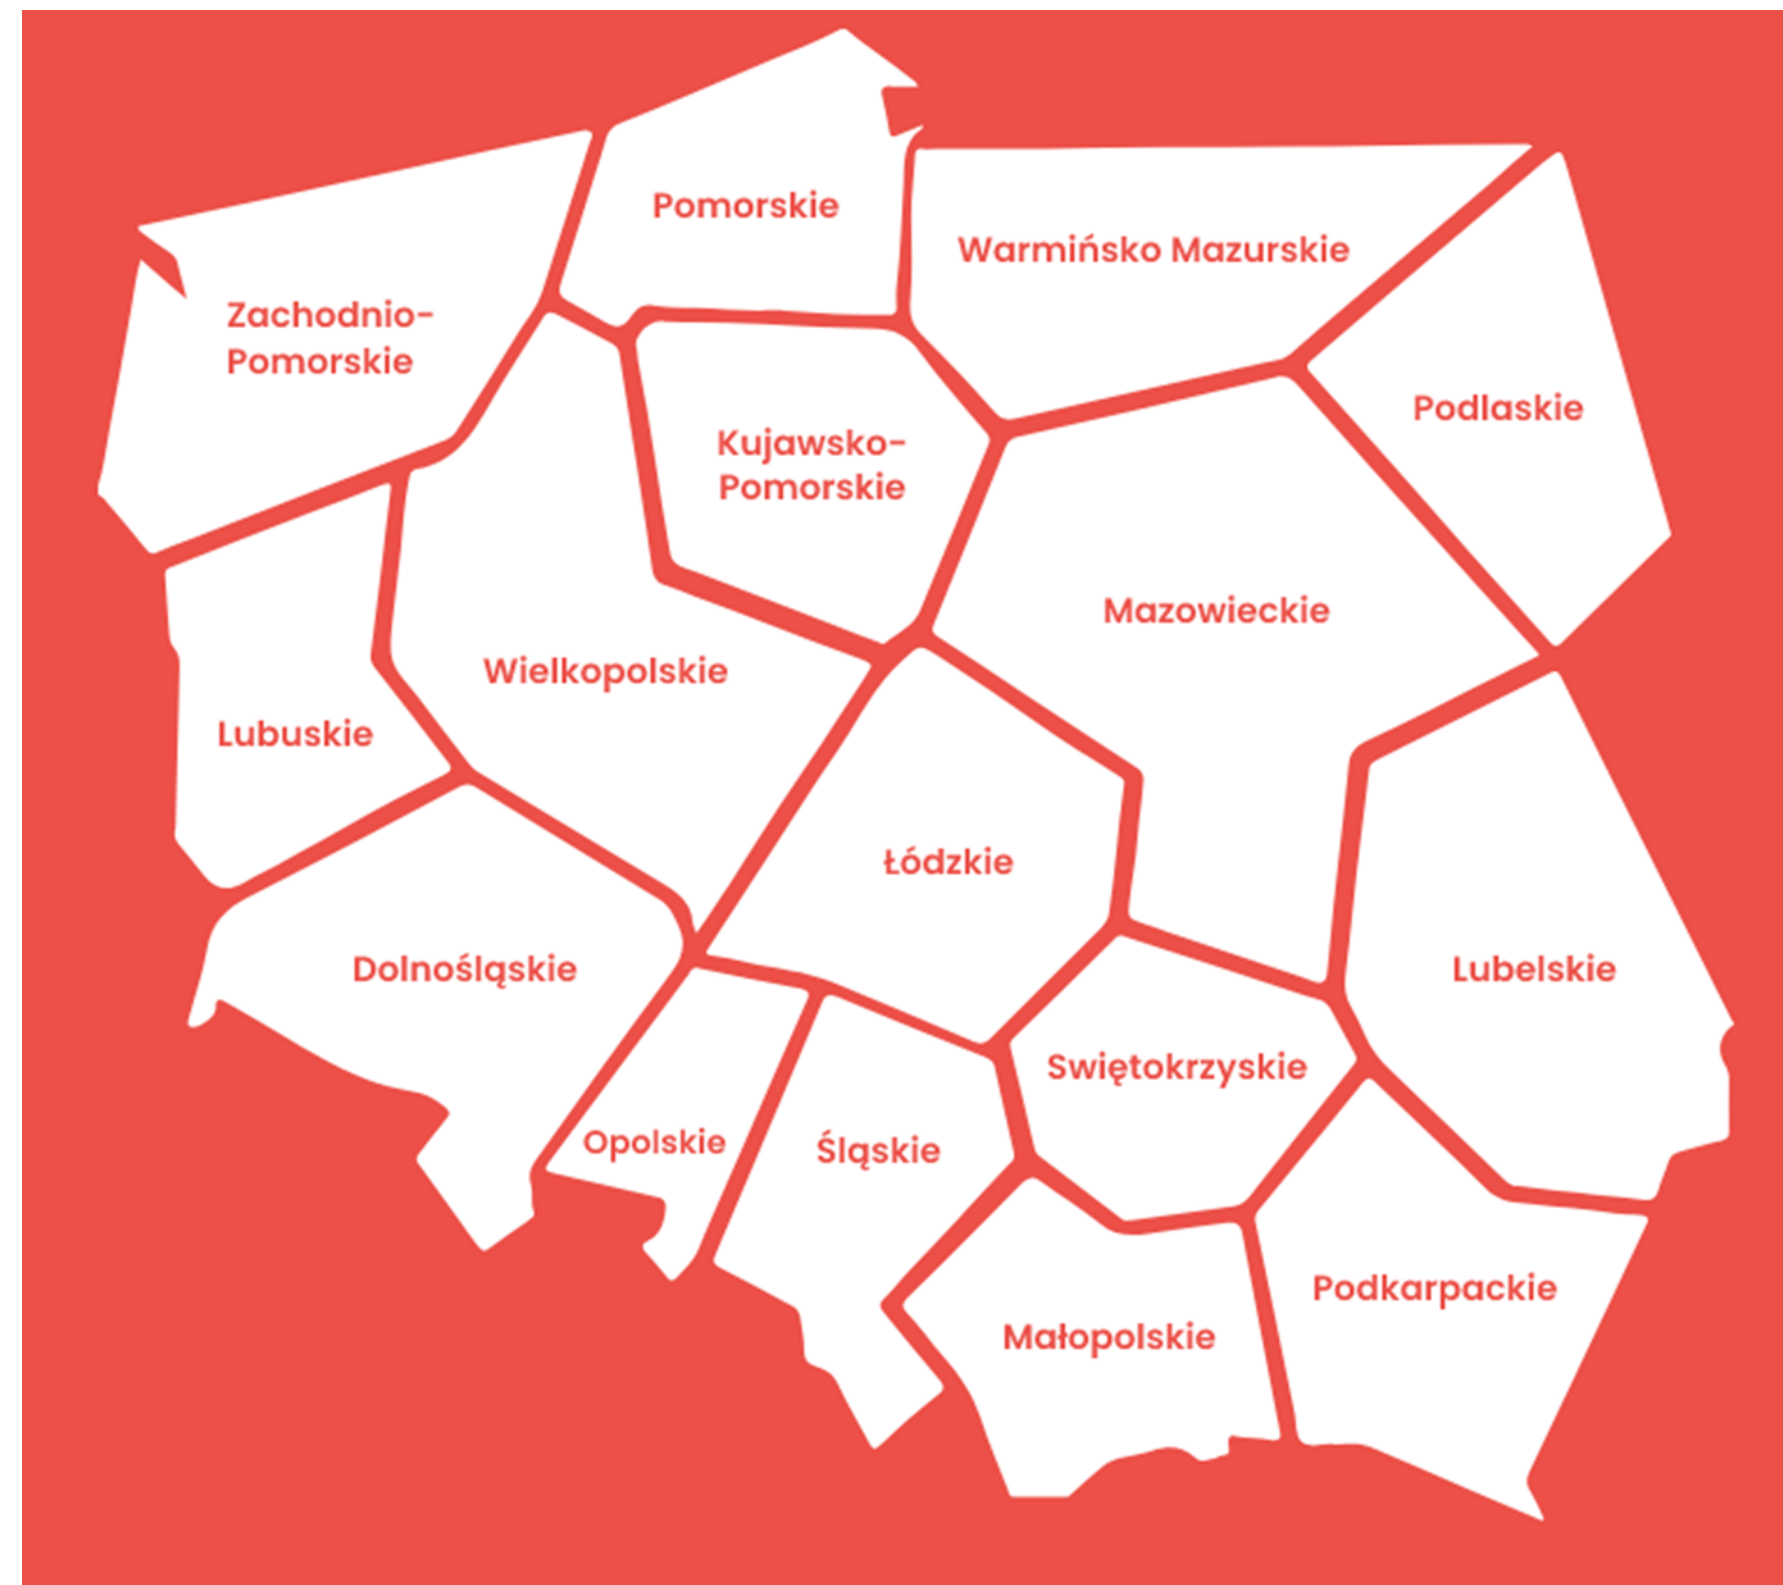 Pomorskie
Warmińsko Mazurskie
Zachodnio-
Pomorskie
Podlaskie
Kujawsko-
Pomorskie
Mazowieckie
Wielkopolskie
Lubuskie
Łódzkie
Dolnośląskie
Lubelskie
Swiętokrzyskie
Opolskie
Śląskie
Podkarpackie
Małopolskie